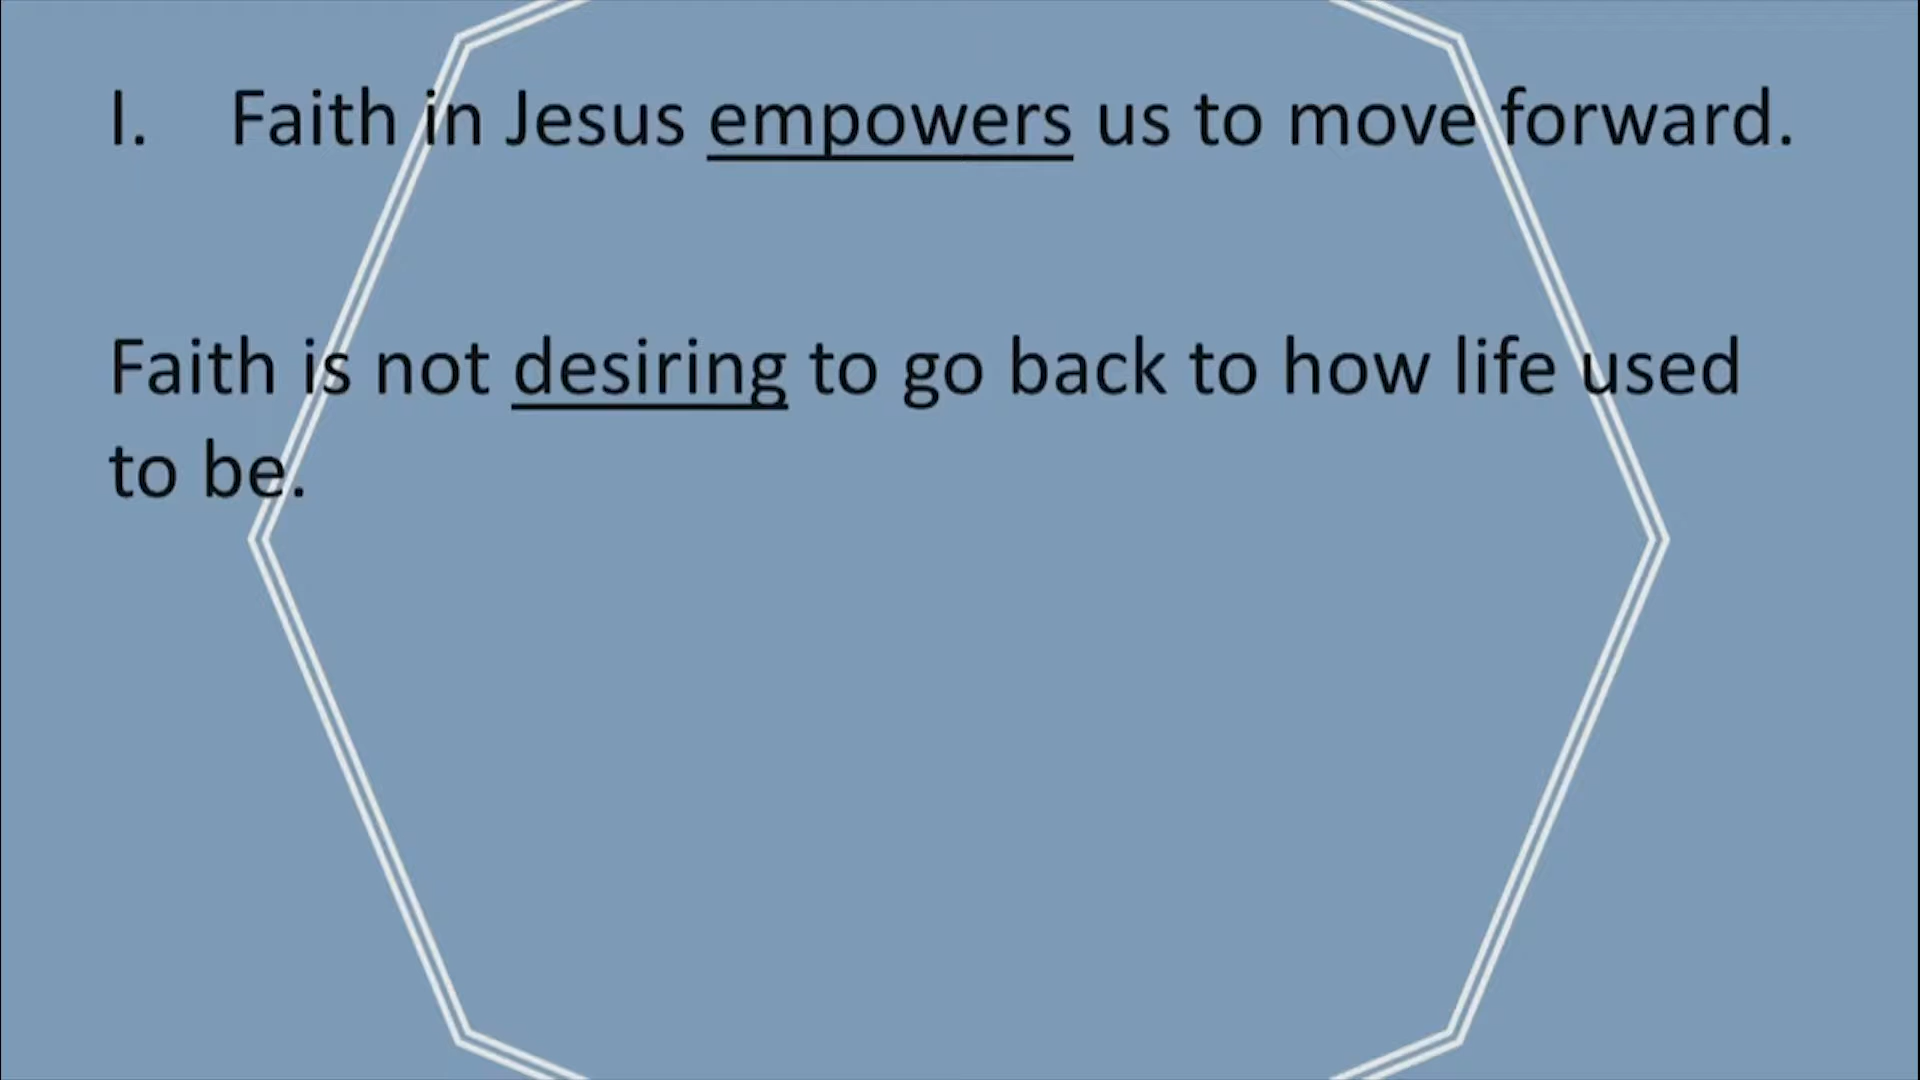 I. Faith in Jesus empowers us to move forward.
Faith is not desiring to go back to how life used
to be.